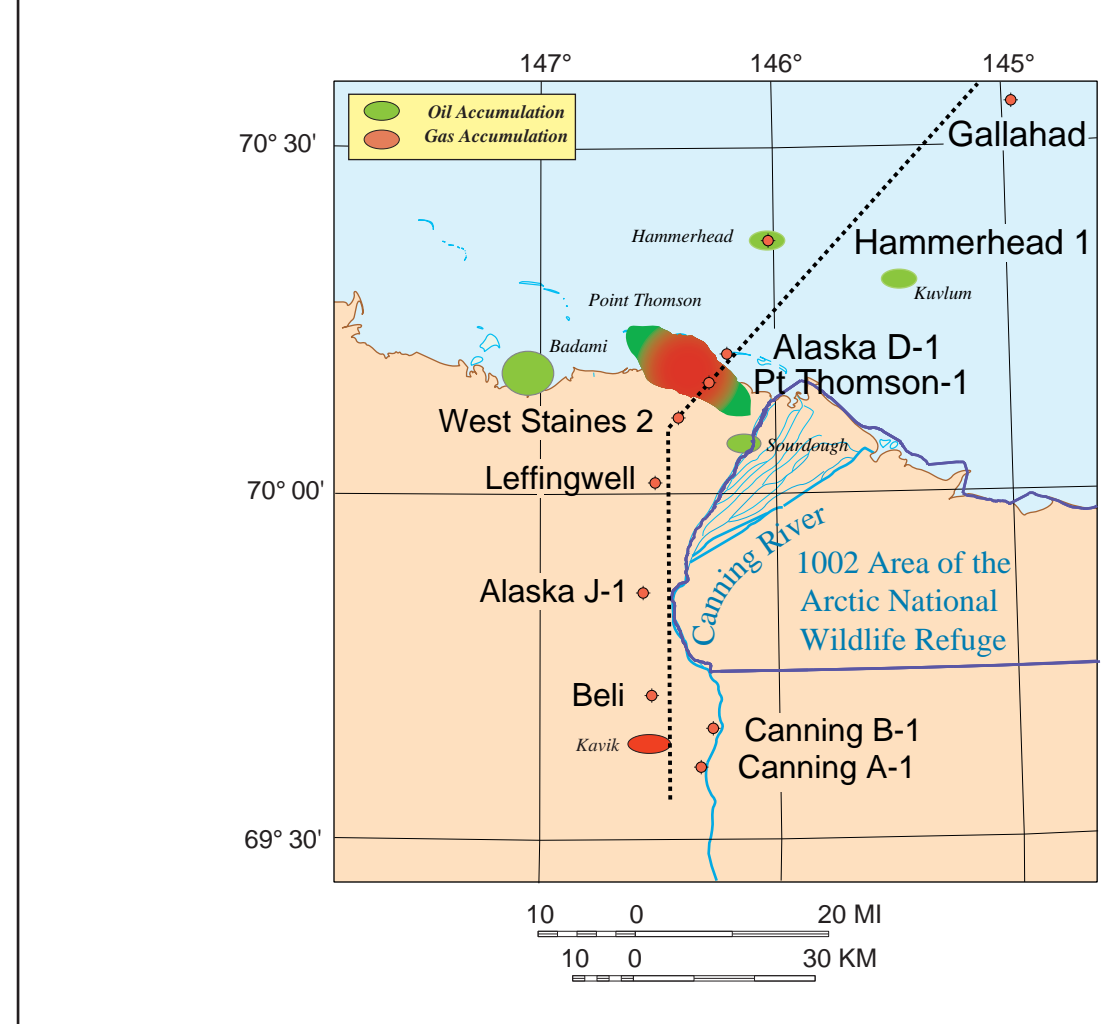 147°
146°
145°
Oil Accumulation
Gas Accumulation
70° 30'
Gallahad
Hammerhead
Hammerhead 1
Kuvlum
Point Thomson
Badami
Alaska D-1
Pt Thomson-1
West Staines 2
Sourdough
Leffingwell
70° 00'
Canning River
1002 Area of the
Arctic National
Wildlife Refuge
Alaska J-1
Beli
Canning B-1
Kavik
Canning A-1
69° 30'
10 0 20 MI
10 0 30 KM